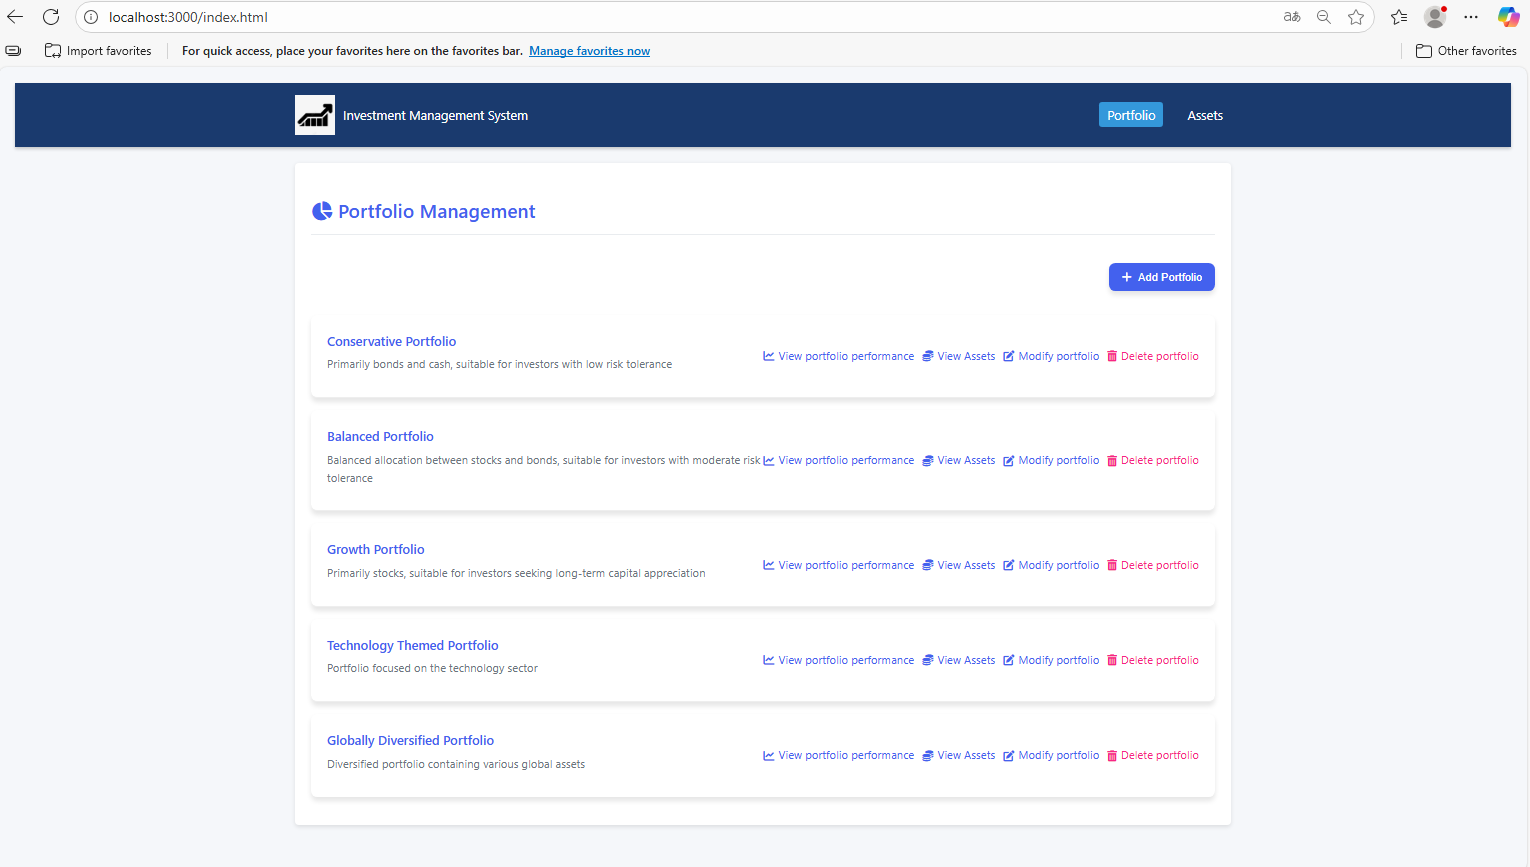 localhost:3000/index.html
aあ
Import favorites For quick access, place your favorites here on the favorites bar. Manage favorites now Other favorites
Investment Management System Portfolio Assets
Portfolio Management
+ Add Portfolio
Conservative Portfolio
Primarily bonds and cash, suitable for investors with low risk tolerance
View portfolio performance View Assets Modify portfolio Delete portfolio
Balanced Portfolio
Balanced allocation between stocks and bonds, suitable for investors with moderate risk
tolerance
View portfolio performance View Assets Modify portfolio Delete portfolio
Growth Portfolio
Primarily stocks, suitable for investors seeking long-term capital appreciation
View portfolio performance View Assets Modify portfolio Delete portfolio
Technology Themed Portfolio
Portfolio focused on the technology sector
View portfolio performance View Assets Modify portfolio Delete portfolio
Globally Diversified Portfolio
Diversified portfolio containing various global assets
View portfolio performance View Assets Modify portfolio Delete portfolio